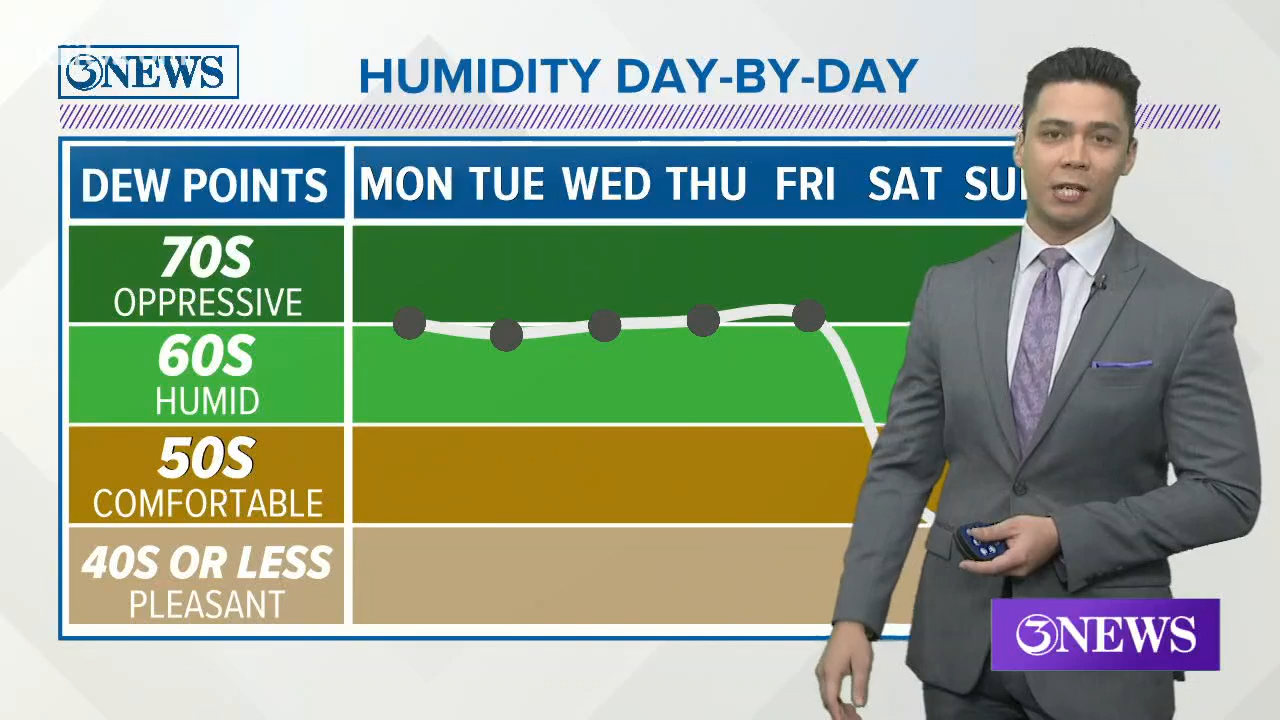 3NEWS
HUMIDITY DAY-BY-DAY
DEW POINTS
MON TUE WED THU FRI SAT
70S
OPPRESSIVE
60S
HUMID
50S
COMFORTABLE
40S OR LESS
PLEASANT
3NEWS